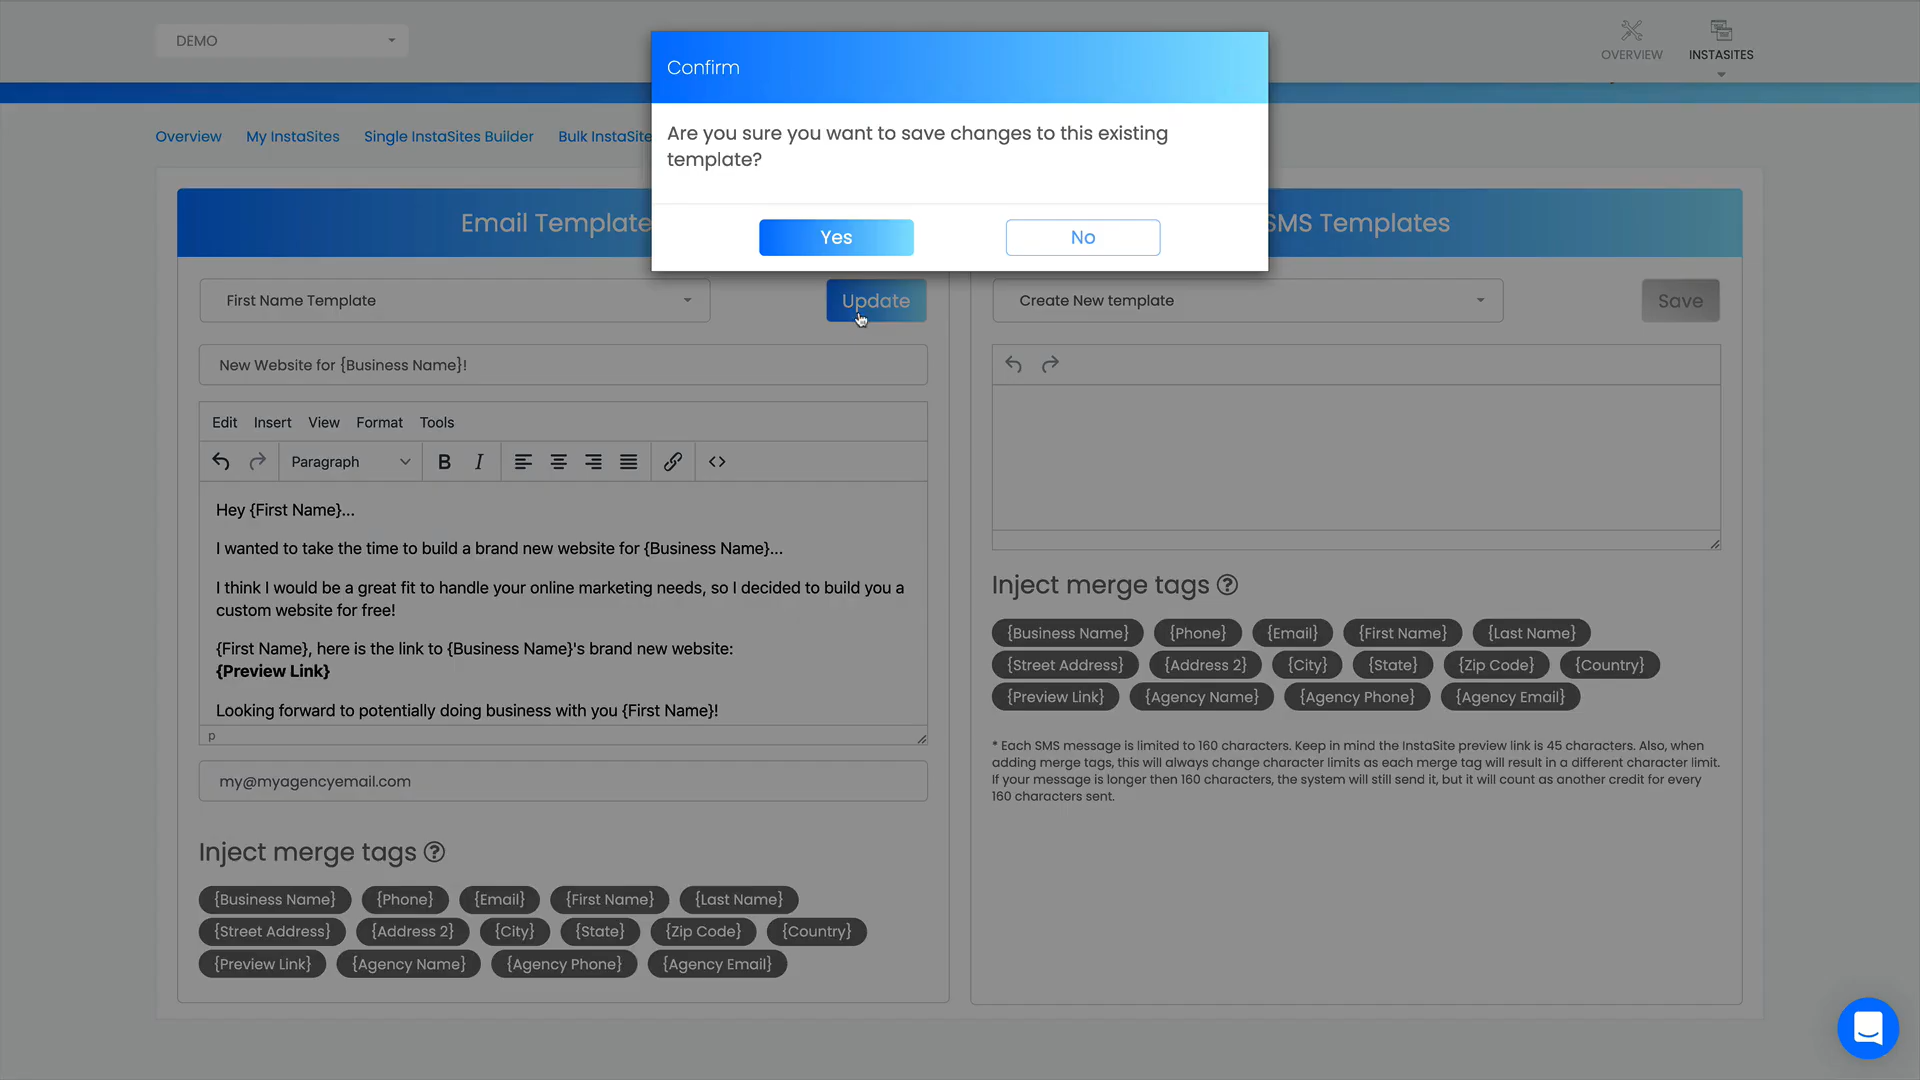 DEMO
OVERVIEW
INSTASITES
Confirm
Are you sure you want to save changes to this existing
template?
Yes
No
Overview
My InstaSites
Single InstaSites Builder
Bulk InstaSite
Email Template
First Name Template
Update
New Website for {Business Name}!
Edit
Insert
View
Format
Tools
Paragraph
B
I
Hey {First Name}...
I wanted to take the time to build a brand new website for {Business Name}...
I think I would be a great fit to handle your online marketing needs, so I decided to build you a
custom website for free!
{First Name}, here is the link to {Business Name}'s brand new website:
{Preview Link}
Looking forward to potentially doing business with you {First Name}!
p
my@myagencyemail.com
Inject merge tags
{Business Name} {Phone} {Email} {First Name} {Last Name}
{Street Address} {Address 2} {City} {State} {Zip Code} {Country}
{Preview Link} {Agency Name} {Agency Phone} {Agency Email}
SMS Templates
Create New template
Save
Inject merge tags
{Business Name} {Phone} {Email} {First Name} {Last Name}
{Street Address} {Address 2} {City} {State} {Zip Code} {Country}
{Preview Link} {Agency Name} {Agency Phone} {Agency Email}
* Each SMS message is limited to 160 characters. Keep in mind the InstaSite preview link is 45 characters. Also, when
adding merge tags, this will always change character limits as each merge tag will result in a different character limit.
If your message is longer then 160 characters, the system will still send it, but it will count as another credit for every
160 characters sent.